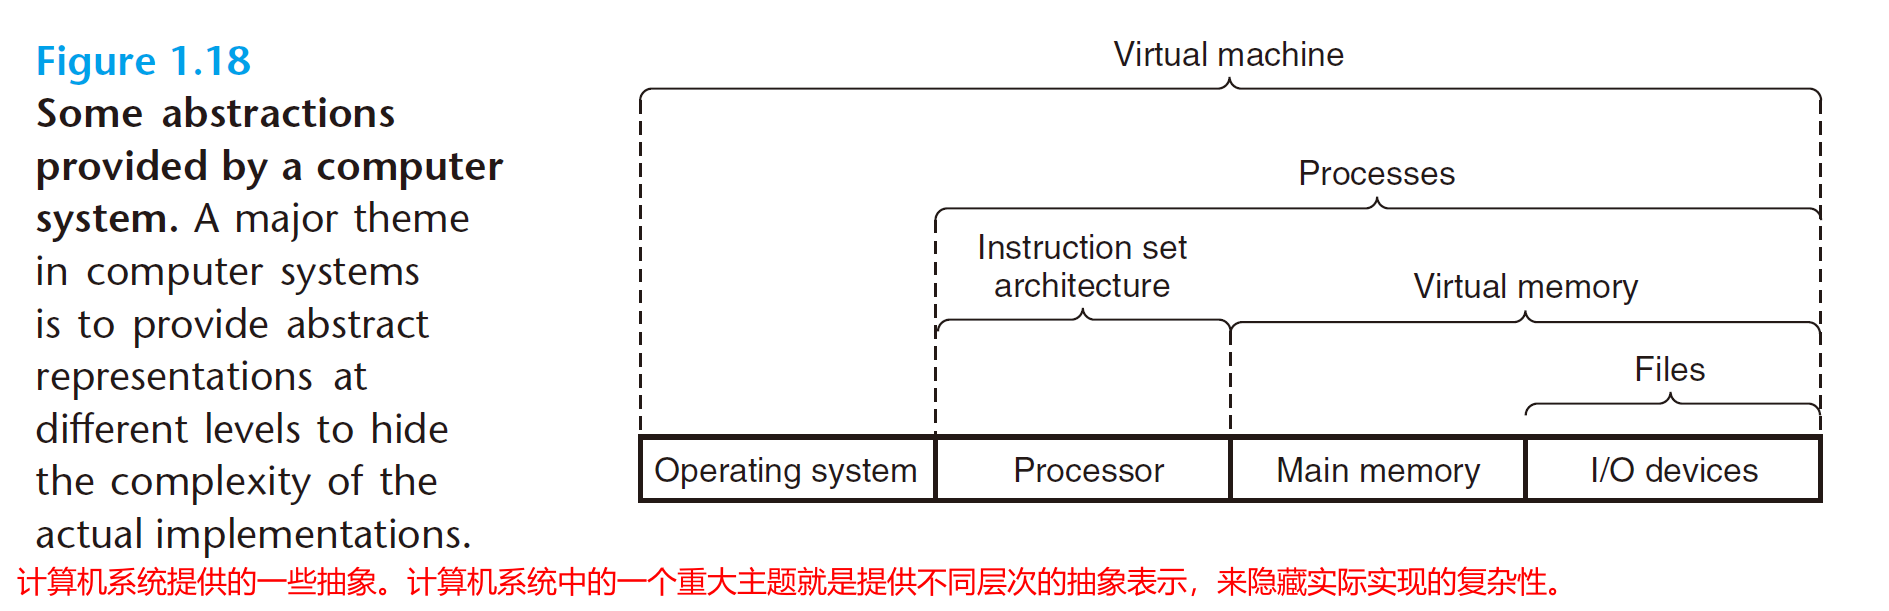 Figure 1.18
Some abstractions
provided by a computer
system. A major theme
in computer systems
is to provide abstract
representations at
different levels to hide
the complexity of the
actual implementations.
Virtual machine
Processes
Instruction set
architecture
Virtual memory
Files
Operating system
Processor
Main memory
I/O devices
计算机系统提供的一些抽象。计算机系统中的一个重大主题就是提供不同层次的抽象表示，来隐藏实际实现的复杂性。